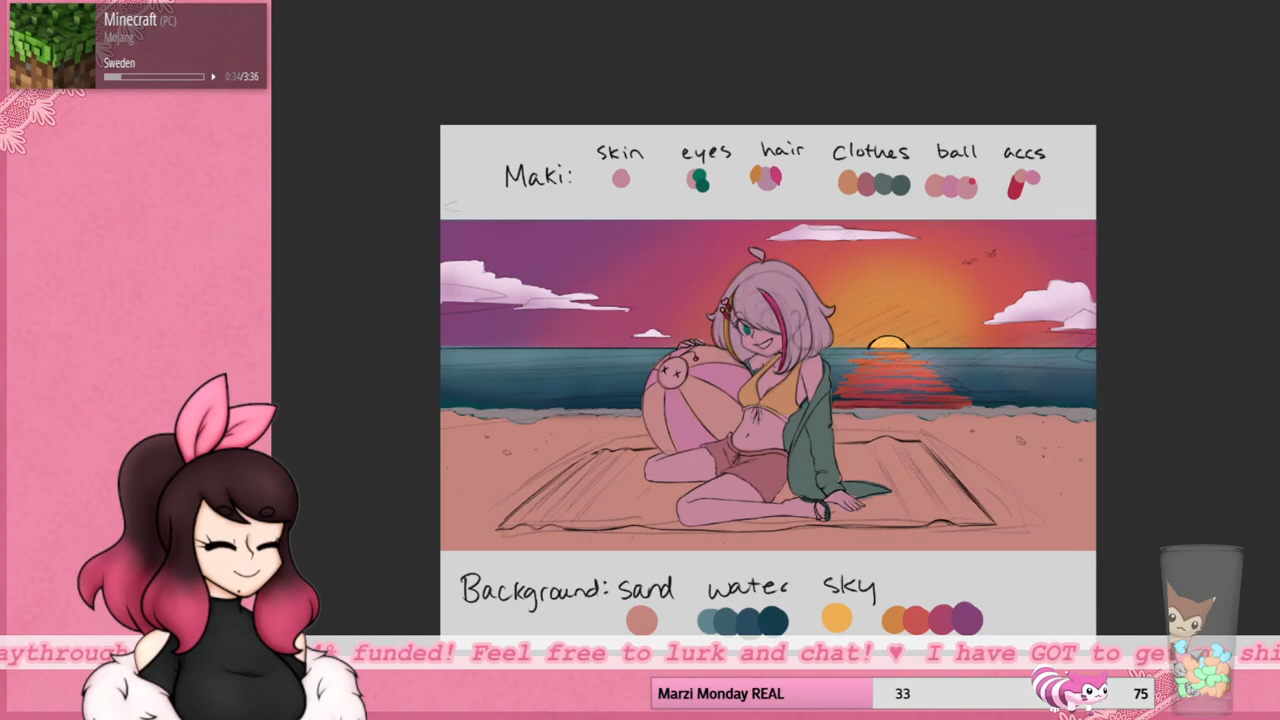 Minecraft (PC)
Mojang
Sweden
0:34/3:36
skin eyes hair Clothes ball accs
Maki:
Background: sand water sky
funded! Feel free to lurk and chat! ♥ I have GOT to
Marzi Monday REAL 33 75